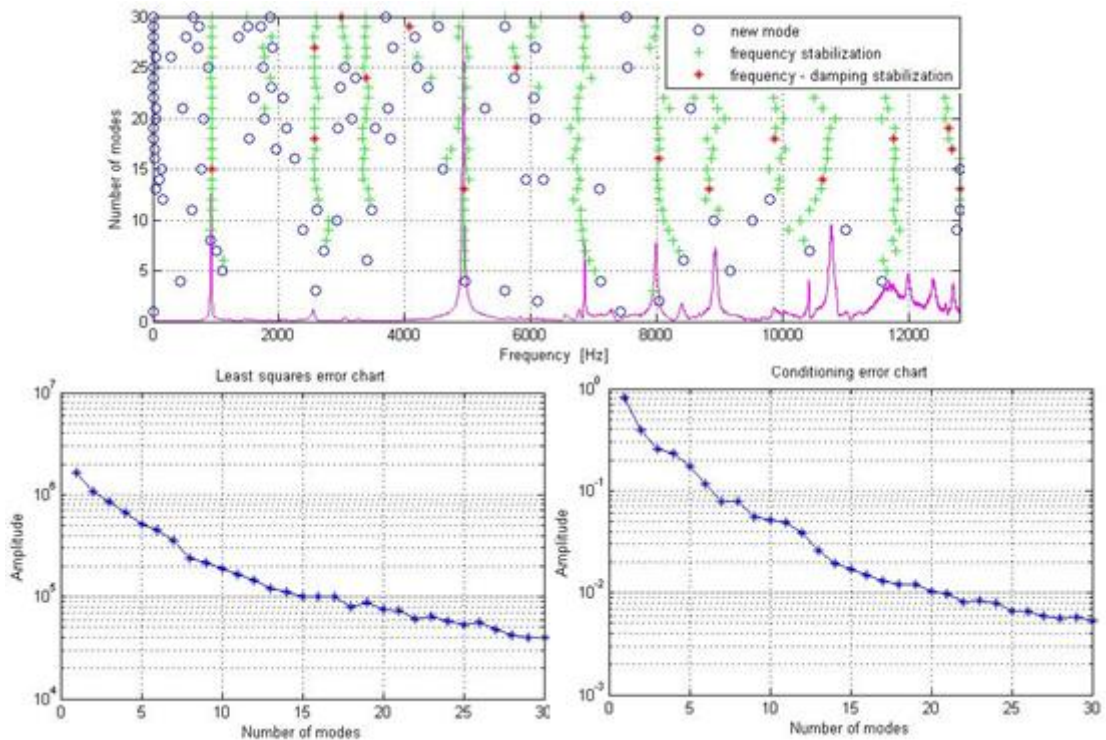 30
25
20
15
10
5
0
Number of modes
new mode
frequency stabilization
frequency - damping stabilization
0 2000 4000 6000 8000 10000 12000
Frequency [Hz]
Least squares error chart
10^7
10^6
10^5
10^4
Amplitude
0 5 10 15 20 25 30
Number of modes
Conditioning error chart
10^0
10^-1
10^-2
10^-3
Amplitude
0 5 10 15 20 25 30
Number of modes